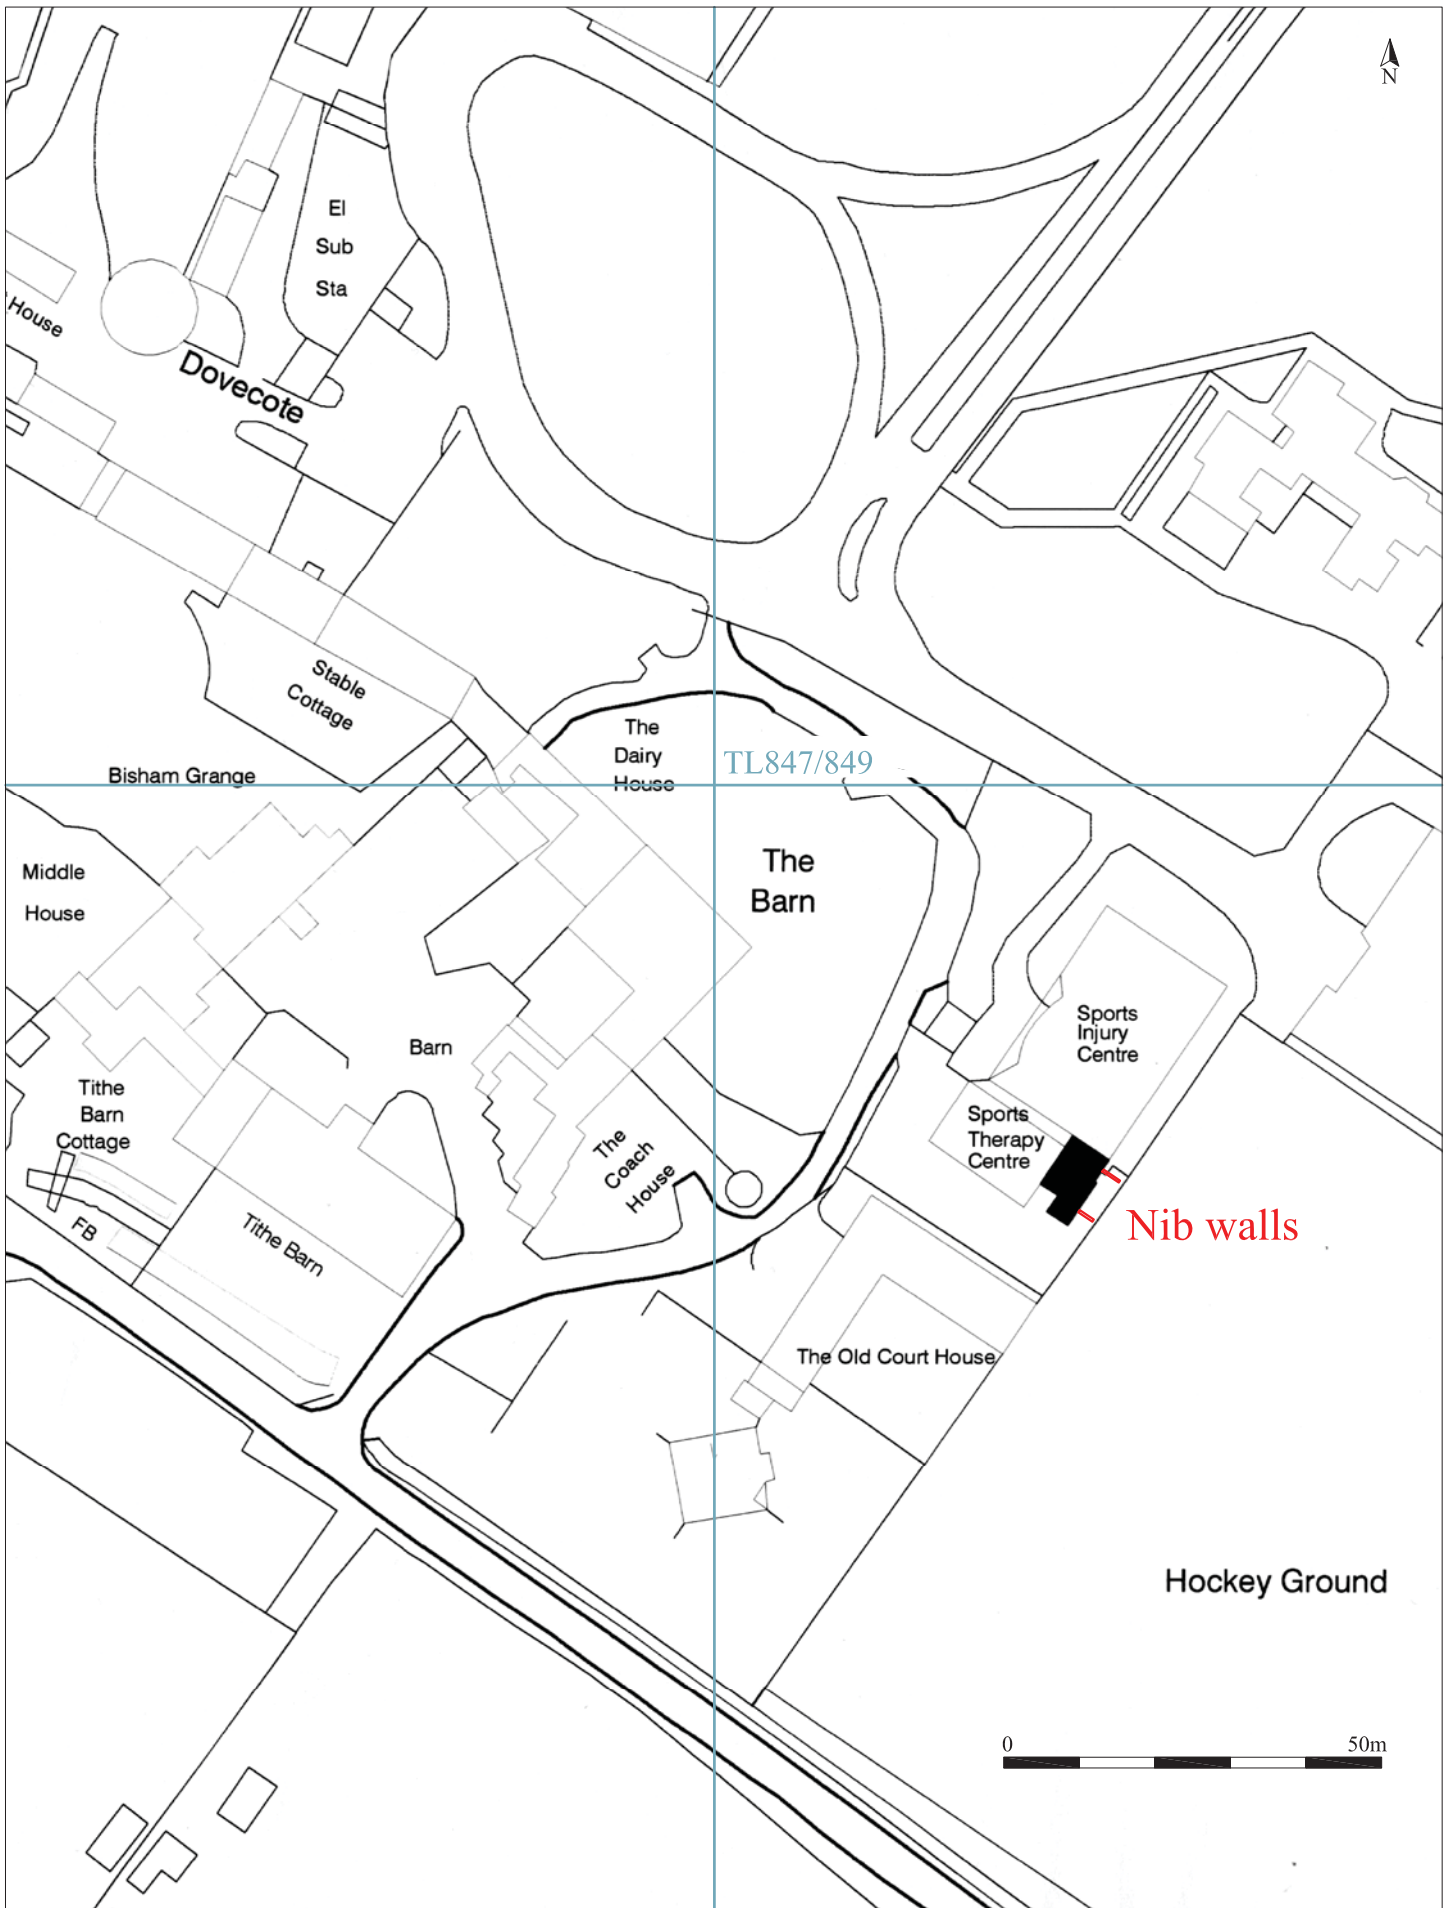 N
El
Sub
Sta
House
Dovecote
Stable
Cottage
The
Dairy
House
TL847/849
Bisham Grange
The
Barn
Middle
House
Sports
Injury
Centre
Barn
Tithe
Barn
Cottage
Sports
Therapy
Centre
The
Coach
House
FB
Tithe Barn
Nib walls
The Old Court House
Hockey Ground
0 50m